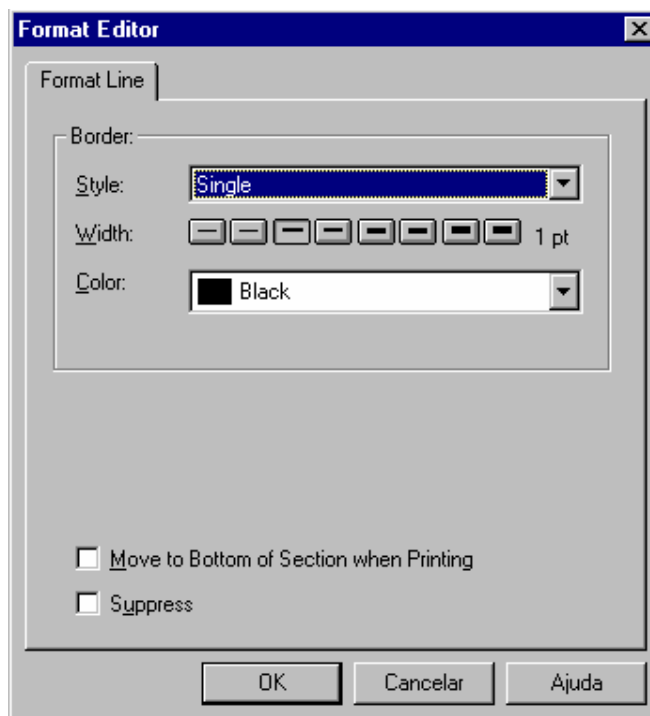 Format Editor
Format Line
Border:
Style: Single
Width: 1 pt
Color: Black
Move to Bottom of Section when Printing
Suppress
OK Cancelar Ajuda